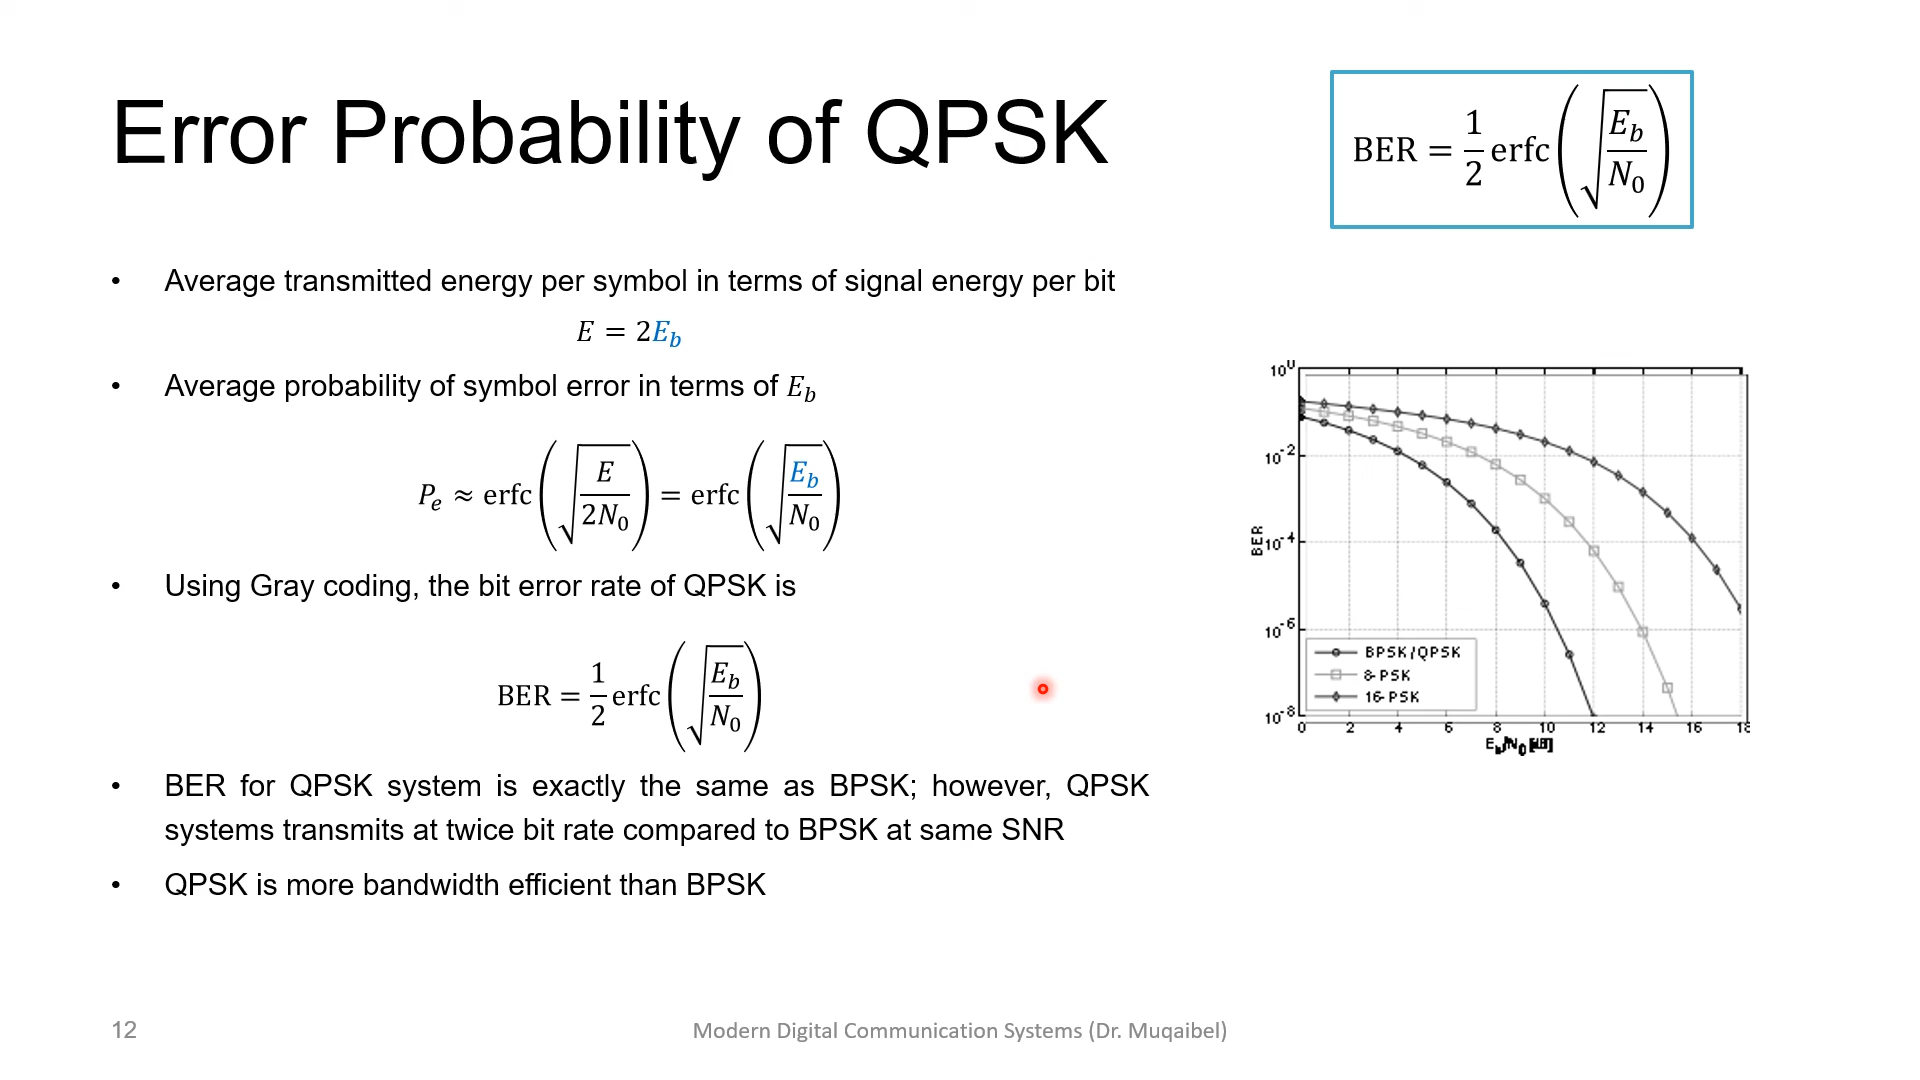 Error Probability of QPSK
BER = 1/2 erfc(√(E_b/N_0))
• Average transmitted energy per symbol in terms of signal energy per bit
E = 2E_b
• Average probability of symbol error in terms of E_b
P_e ≈ erfc(√(E/2N_0)) = erfc(√(E_b/N_0))
• Using Gray coding, the bit error rate of QPSK is
BER = 1/2 erfc(√(E_b/N_0))
• BER for QPSK system is exactly the same as BPSK; however, QPSK
systems transmits at twice bit rate compared to BPSK at same SNR
• QPSK is more bandwidth efficient than BPSK
10^0
10^-2
10^-4
10^-6
10^-8
BER
BPSK/QPSK
8-PSK
16-PSK
0 2 4 6 8 10 12 14 16 18
E_b/N_0 [dB]
12
Modern Digital Communication Systems (Dr. Muqaibel)